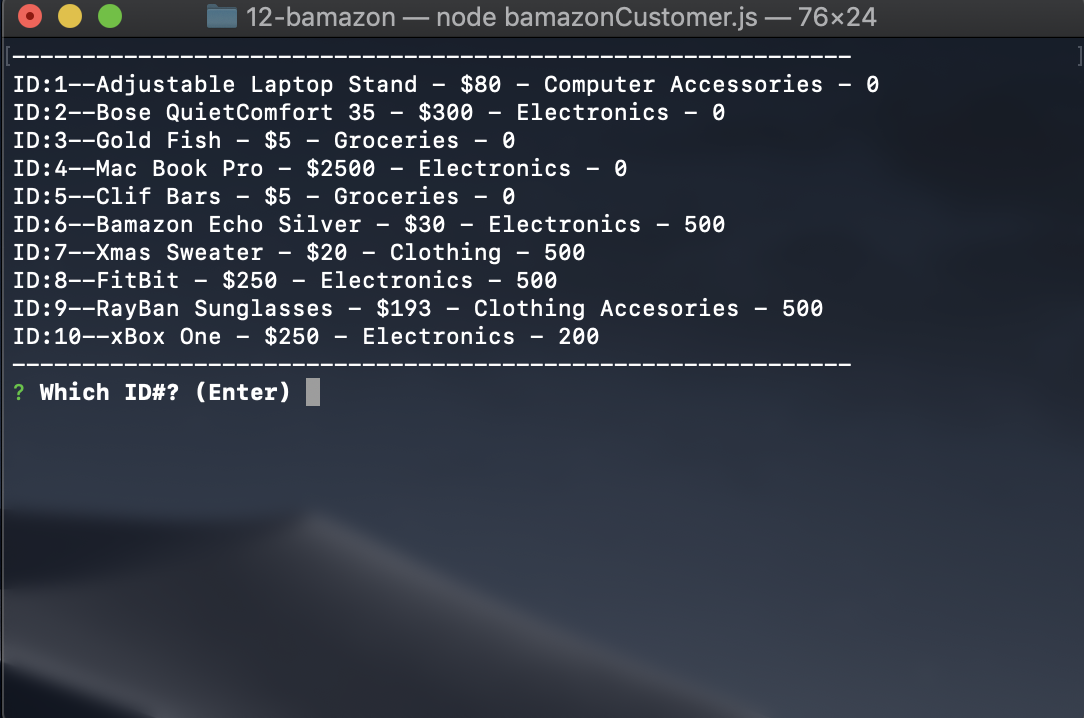 12-bamazon — node bamazonCustomer.js — 76×24
------------------------------------------------------------
ID:1--Adjustable Laptop Stand - $80 - Computer Accessories - 0
ID:2--Bose QuietComfort 35 - $300 - Electronics - 0
ID:3--Gold Fish - $5 - Groceries - 0
ID:4--Mac Book Pro - $2500 - Electronics - 0
ID:5--Clif Bars - $5 - Groceries - 0
ID:6--Bamazon Echo Silver - $30 - Electronics - 500
ID:7--Xmas Sweater - $20 - Clothing - 500
ID:8--FitBit - $250 - Electronics - 500
ID:9--RayBan Sunglasses - $193 - Clothing Accesories - 500
ID:10--xBox One - $250 - Electronics - 200
------------------------------------------------------------
? Which ID#? (Enter)